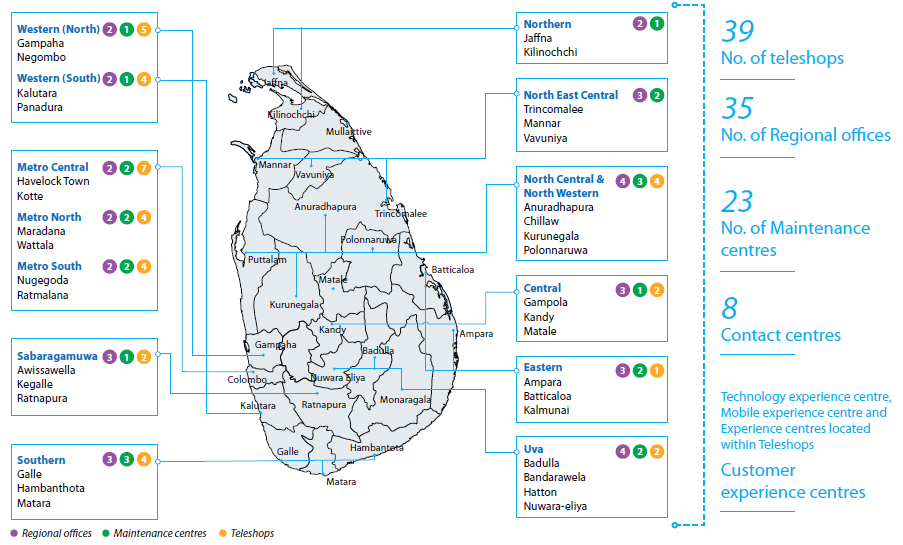 Western (North) 2 1 5
Gampaha
Negombo
Western (South) 2 1 4
Kalutara
Panadura
Metro Central 2 2 7
Havelock Town
Kotte
Metro North 2 2 4
Maradana
Wattala
Metro South 2 2 4
Nugegoda
Ratmalana
Sabaragamuwa 3 1 2
Awissawella
Kegalle
Ratnapura
Southern 3 3 4
Galle
Hambanthota
Matara
Jaffna
Kilinochchi
Mullaktive
Mannar
Vavuniya
Anuradhapura
Trincomalee
Polonnaruwa
Puttalam
Batticaloa
Matale
Kurunegala
Kandy
Ampara
Gampaha
Badulla
Colombo
Nuwara Eliya
Monaragala
Kalutara
Ratnapura
Galle
Hambantota
Matara
Northern 2 1
Jaffna
Kilinochchi
North East Central 3 2
Trincomalee
Mannar
Vavuniya
North Central &
North Western 4 3 4
Anuradhapura
Chillaw
Kurunegala
Polonnaruwa
Central 3 1 2
Gampola
Kandy
Matale
Eastern 3 2 1
Ampara
Batticaloa
Kalmunai
Uva 4 2 2
Badulla
Bandarawela
Hatton
Nuwara-eliya
39
No. of teleshops
35
No. of Regional offices
23
No. of Maintenance
centres
8
Contact centres
Technology experience centre,
Mobile experience centre and
Experience centres located
within Teleshops
Customer
experience centres
Regional offices Maintenance centres Teleshops